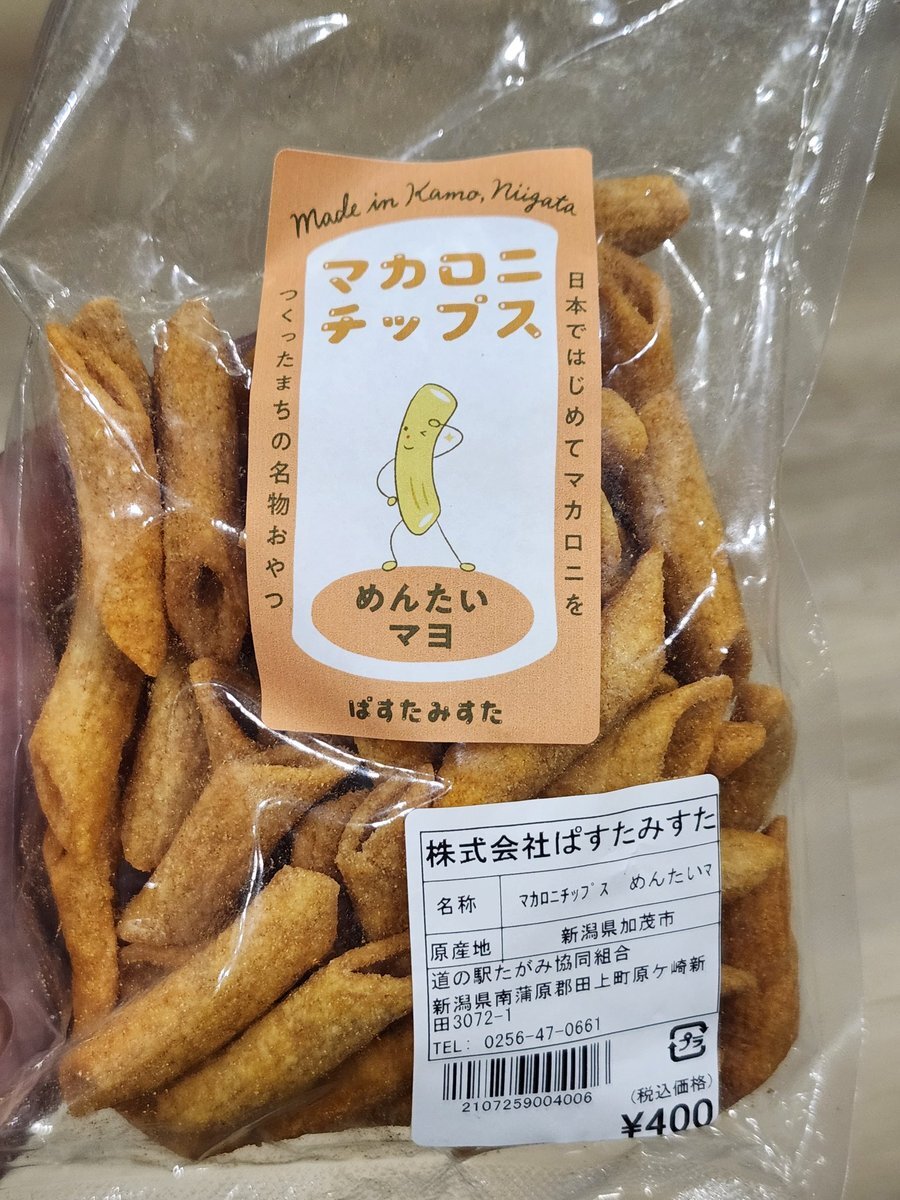 Made in Kamo, Niigata
マカロニ
チップス
日本ではじめてマカロニを
つくったまちの名物おやつ
めんたい
マヨ
ぱすたみすた
株式会社ぱすたみすた
名称 ﾏｶﾛﾆﾁｯﾌﾟｽ めんたいマ
原産地 新潟県加茂市
道の駅たがみ協同組合
新潟県南蒲原郡田上町原ケ崎新
田3072-1
TEL: 0256-47-0661
プラ
2107259004006
(税込価格)
¥400